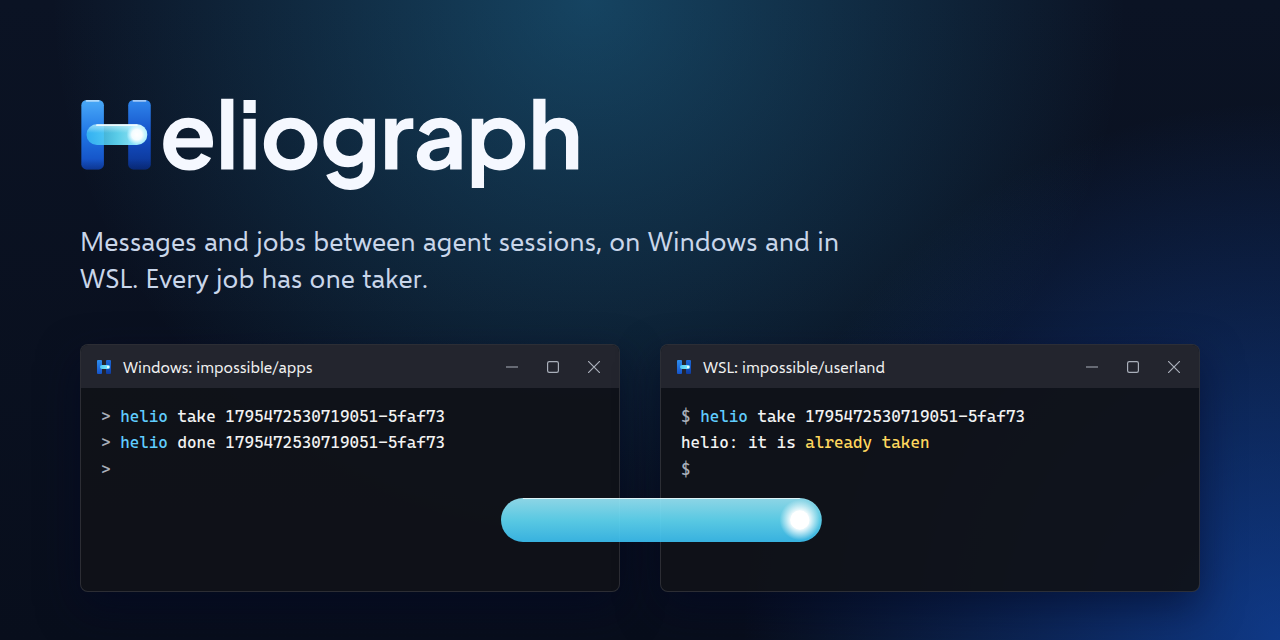 Heliograph
Messages and jobs between agent sessions, on Windows and in
WSL. Every job has one taker.
Windows: impossible/apps
> helio take 1795472530719051-5faf73
> helio done 1795472530719051-5faf73
>
WSL: impossible/userland
$ helio take 1795472530719051-5faf73
helio: it is already taken
$